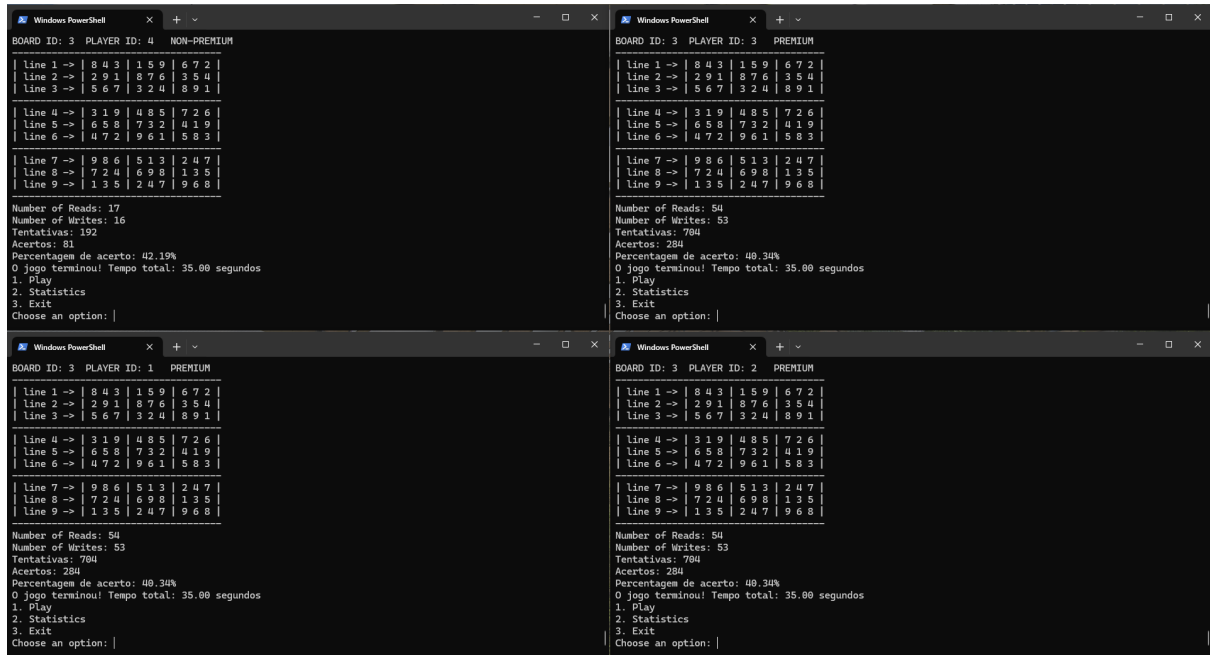 Windows PowerShell
BOARD ID: 3 PLAYER ID: 4 NON-PREMIUM
| line 1 -> | 8 4 3 | 1 5 9 | 6 7 2 |
| line 2 -> | 2 9 1 | 8 7 6 | 3 5 4 |
| line 3 -> | 5 6 7 | 3 2 4 | 8 9 1 |
| line 4 -> | 3 1 9 | 4 8 5 | 7 2 6 |
| line 5 -> | 6 5 8 | 7 3 2 | 4 1 9 |
| line 6 -> | 4 7 2 | 9 6 1 | 5 8 3 |
| line 7 -> | 9 8 6 | 5 1 3 | 2 4 7 |
| line 8 -> | 7 2 4 | 6 9 8 | 1 3 5 |
| line 9 -> | 1 3 5 | 2 4 7 | 9 6 8 |
Number of Reads: 17
Number of Writes: 16
Tentativas: 192
Acertos: 81
Percentagem de acerto: 42.19%
O jogo terminou! Tempo total: 35.00 segundos
1. Play
2. Statistics
3. Exit
Choose an option:
Windows PowerShell
BOARD ID: 3 PLAYER ID: 3 PREMIUM
| line 1 -> | 8 4 3 | 1 5 9 | 6 7 2 |
| line 2 -> | 2 9 1 | 8 7 6 | 3 5 4 |
| line 3 -> | 5 6 7 | 3 2 4 | 8 9 1 |
| line 4 -> | 3 1 9 | 4 8 5 | 7 2 6 |
| line 5 -> | 6 5 8 | 7 3 2 | 4 1 9 |
| line 6 -> | 4 7 2 | 9 6 1 | 5 8 3 |
| line 7 -> | 9 8 6 | 5 1 3 | 2 4 7 |
| line 8 -> | 7 2 4 | 6 9 8 | 1 3 5 |
| line 9 -> | 1 3 5 | 2 4 7 | 9 6 8 |
Number of Reads: 54
Number of Writes: 53
Tentativas: 704
Acertos: 284
Percentagem de acerto: 40.34%
O jogo terminou! Tempo total: 35.00 segundos
1. Play
2. Statistics
3. Exit
Choose an option:
Windows PowerShell
BOARD ID: 3 PLAYER ID: 1 PREMIUM
| line 1 -> | 8 4 3 | 1 5 9 | 6 7 2 |
| line 2 -> | 2 9 1 | 8 7 6 | 3 5 4 |
| line 3 -> | 5 6 7 | 3 2 4 | 8 9 1 |
| line 4 -> | 3 1 9 | 4 8 5 | 7 2 6 |
| line 5 -> | 6 5 8 | 7 3 2 | 4 1 9 |
| line 6 -> | 4 7 2 | 9 6 1 | 5 8 3 |
| line 7 -> | 9 8 6 | 5 1 3 | 2 4 7 |
| line 8 -> | 7 2 4 | 6 9 8 | 1 3 5 |
| line 9 -> | 1 3 5 | 2 4 7 | 9 6 8 |
Number of Reads: 54
Number of Writes: 53
Tentativas: 704
Acertos: 284
Percentagem de acerto: 40.34%
O jogo terminou! Tempo total: 35.00 segundos
1. Play
2. Statistics
3. Exit
Choose an option:
Windows PowerShell
BOARD ID: 3 PLAYER ID: 2 PREMIUM
| line 1 -> | 8 4 3 | 1 5 9 | 6 7 2 |
| line 2 -> | 2 9 1 | 8 7 6 | 3 5 4 |
| line 3 -> | 5 6 7 | 3 2 4 | 8 9 1 |
| line 4 -> | 3 1 9 | 4 8 5 | 7 2 6 |
| line 5 -> | 6 5 8 | 7 3 2 | 4 1 9 |
| line 6 -> | 4 7 2 | 9 6 1 | 5 8 3 |
| line 7 -> | 9 8 6 | 5 1 3 | 2 4 7 |
| line 8 -> | 7 2 4 | 6 9 8 | 1 3 5 |
| line 9 -> | 1 3 5 | 2 4 7 | 9 6 8 |
Number of Reads: 54
Number of Writes: 53
Tentativas: 704
Acertos: 284
Percentagem de acerto: 40.34%
O jogo terminou! Tempo total: 35.00 segundos
1. Play
2. Statistics
3. Exit
Choose an option: